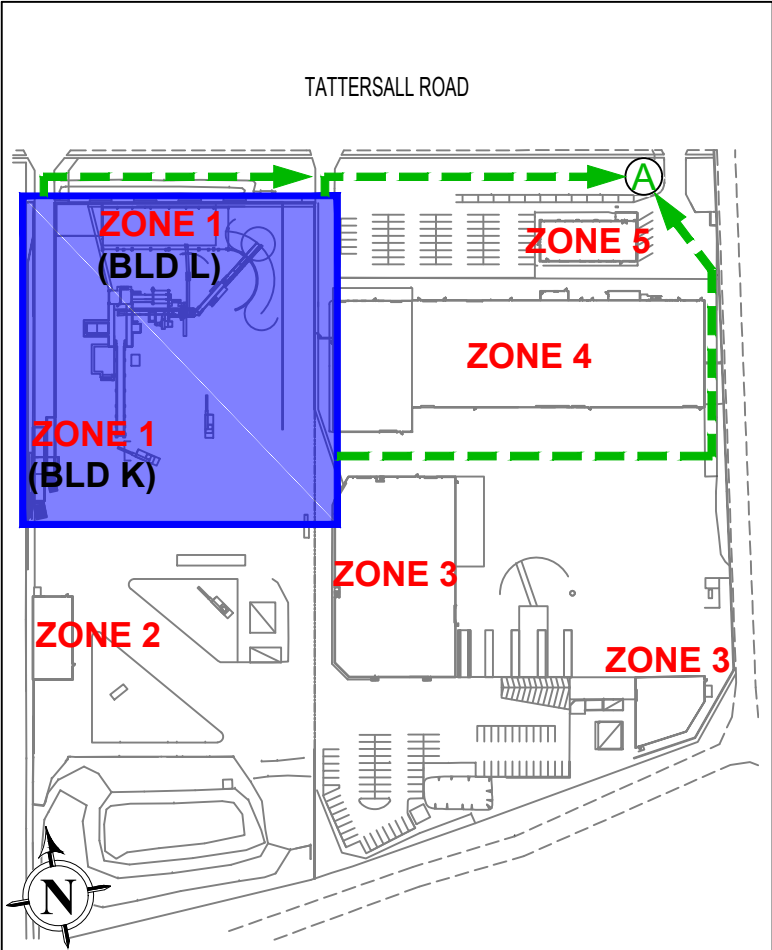 TATTERSALL ROAD
A
ZONE 1
(BLD L)
ZONE 5
ZONE 4
ZONE 1
(BLD K)
ZONE 3
ZONE 2
ZONE 3
N